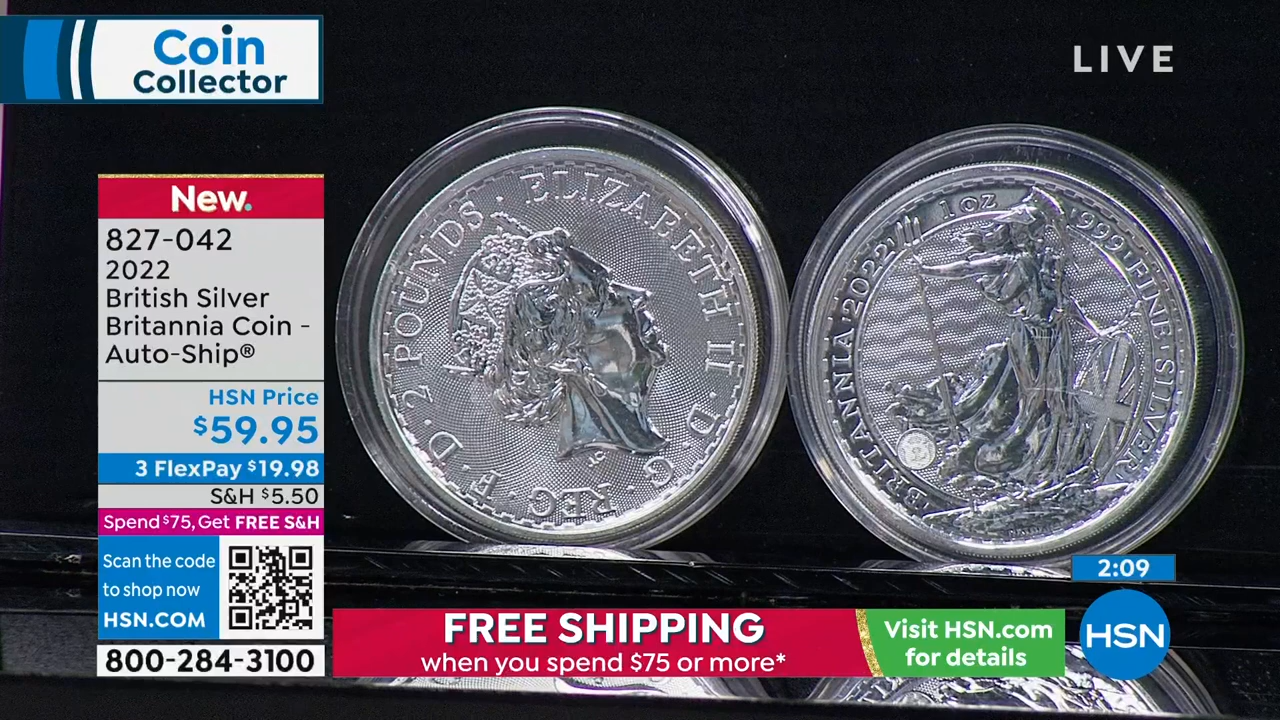 Coin
Collector
LIVE
New.
827-042
2022
British Silver
Britannia Coin -
Auto-Ship®
HSN Price
$59.95
3 FlexPay $19.98
S&H $5.50
Spend $75, Get FREE S&H
Scan the code
to shop now
HSN.COM
800-284-3100
2 POUNDS · ELIZABETH II · D · G · REG · F · D ·
BRITANNIA 2022 1 OZ 999 · FINE · SILVER
2:09
FREE SHIPPING
when you spend $75 or more*
Visit HSN.com
for details
HSN